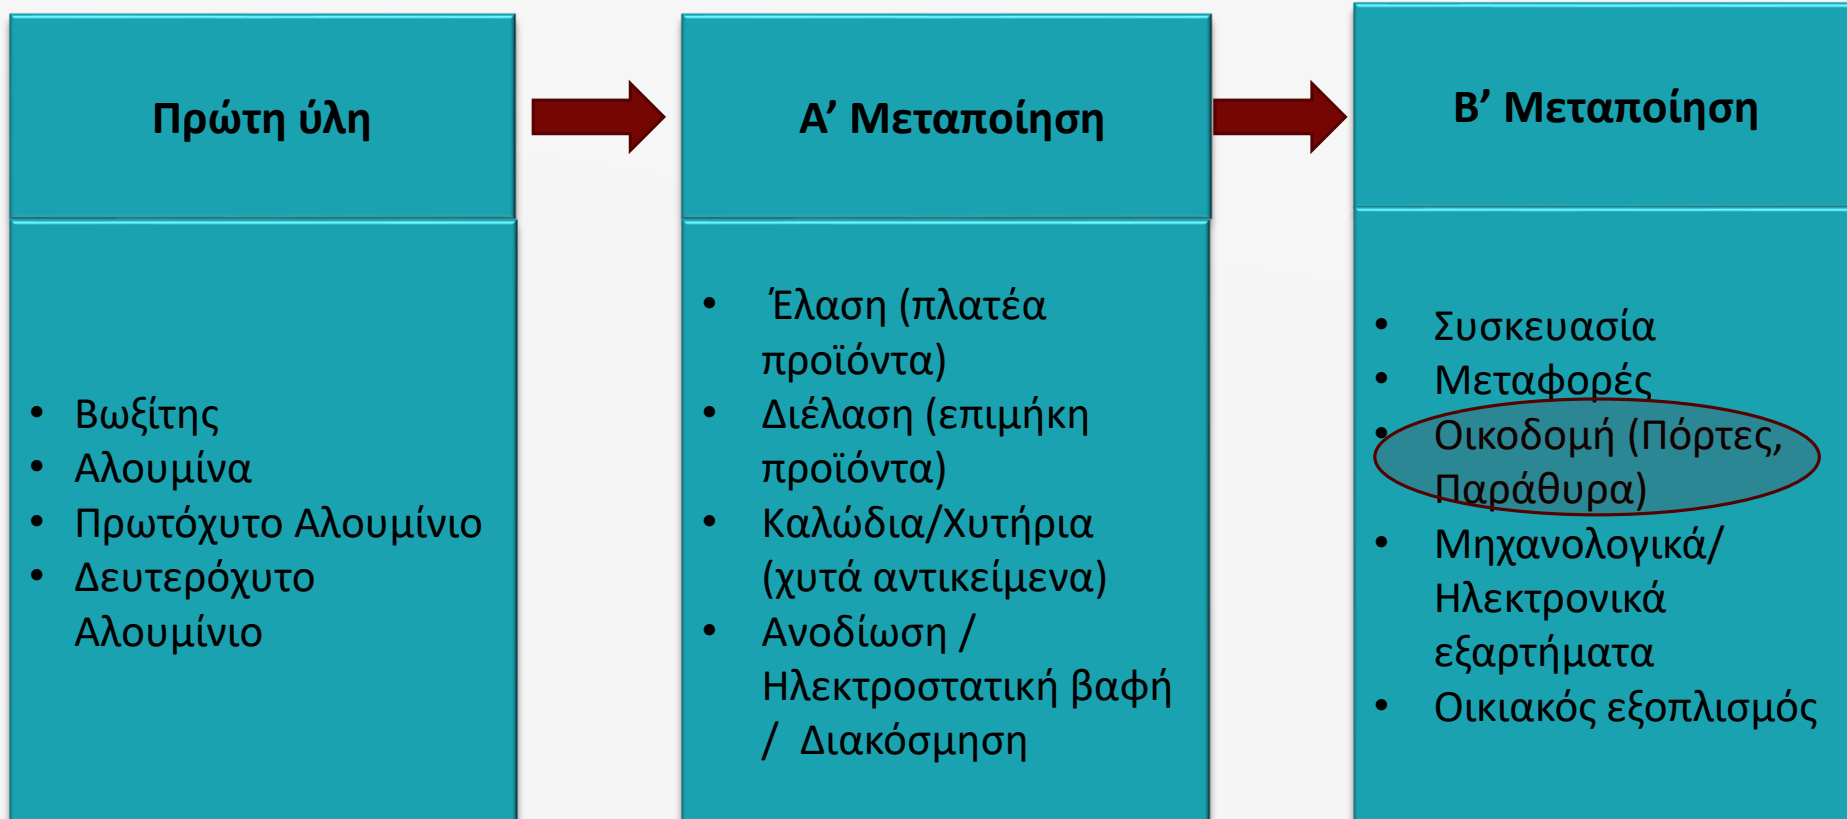 Πρώτη ύλη
• Βωξίτης
• Αλουμίνα
• Πρωτόχυτο Αλουμίνιο
• Δευτερόχυτο
Αλουμίνιο
Α’ Μεταποίηση
• Έλαση (πλατέα
προϊόντα)
• Διέλαση (επιμήκη
προϊόντα)
• Καλώδια/Χυτήρια
(χυτά αντικείμενα)
• Ανοδίωση /
Ηλεκτροστατική βαφή
/ Διακόσμηση
Β’ Μεταποίηση
• Συσκευασία
• Μεταφορές
• Οικοδομή (Πόρτες,
Παράθυρα)
• Μηχανολογικά/
Ηλεκτρονικά
εξαρτήματα
• Οικιακός εξοπλισμός